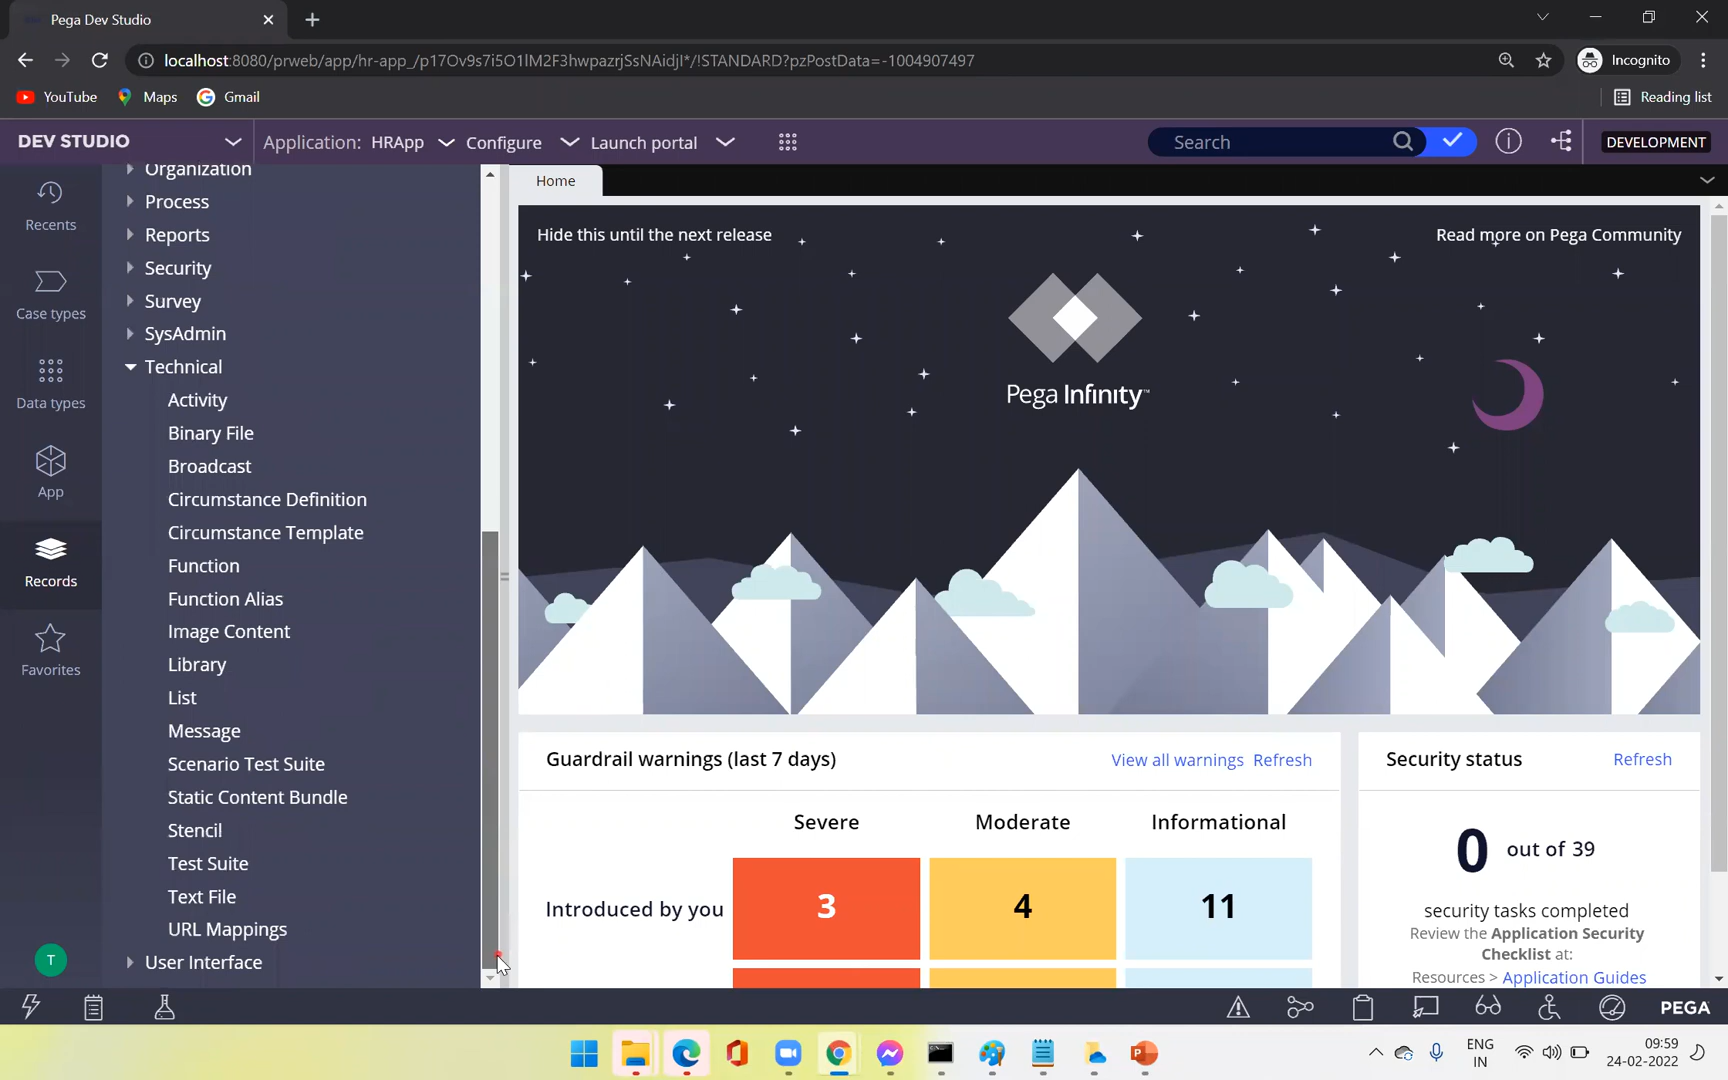 Pega Dev Studio
localhost:8080/prweb/app/hr-app_/p17Ov9s7i5O1lM2F3hwpazrjSsNAidjI*/!STANDARD?pzPostData=-1004907497
Incognito
YouTube Maps Gmail
Reading list
DEV STUDIO
Application: HRApp Configure Launch portal
Search
DEVELOPMENT
Recents
Case types
Data types
App
Records
Favorites
T
Organization
Process
Reports
Security
Survey
SysAdmin
Technical
Activity
Binary File
Broadcast
Circumstance Definition
Circumstance Template
Function
Function Alias
Image Content
Library
List
Message
Scenario Test Suite
Static Content Bundle
Stencil
Test Suite
Text File
URL Mappings
User Interface
Home
Hide this until the next release
Read more on Pega Community
Pega Infinity™
Guardrail warnings (last 7 days)
View all warnings Refresh
Severe Moderate Informational
Introduced by you 3 4 11
Security status
Refresh
0 out of 39
security tasks completed
Review the Application Security
Checklist at:
Resources > Application Guides
PEGA
ENG
IN
09:59
24-02-2022